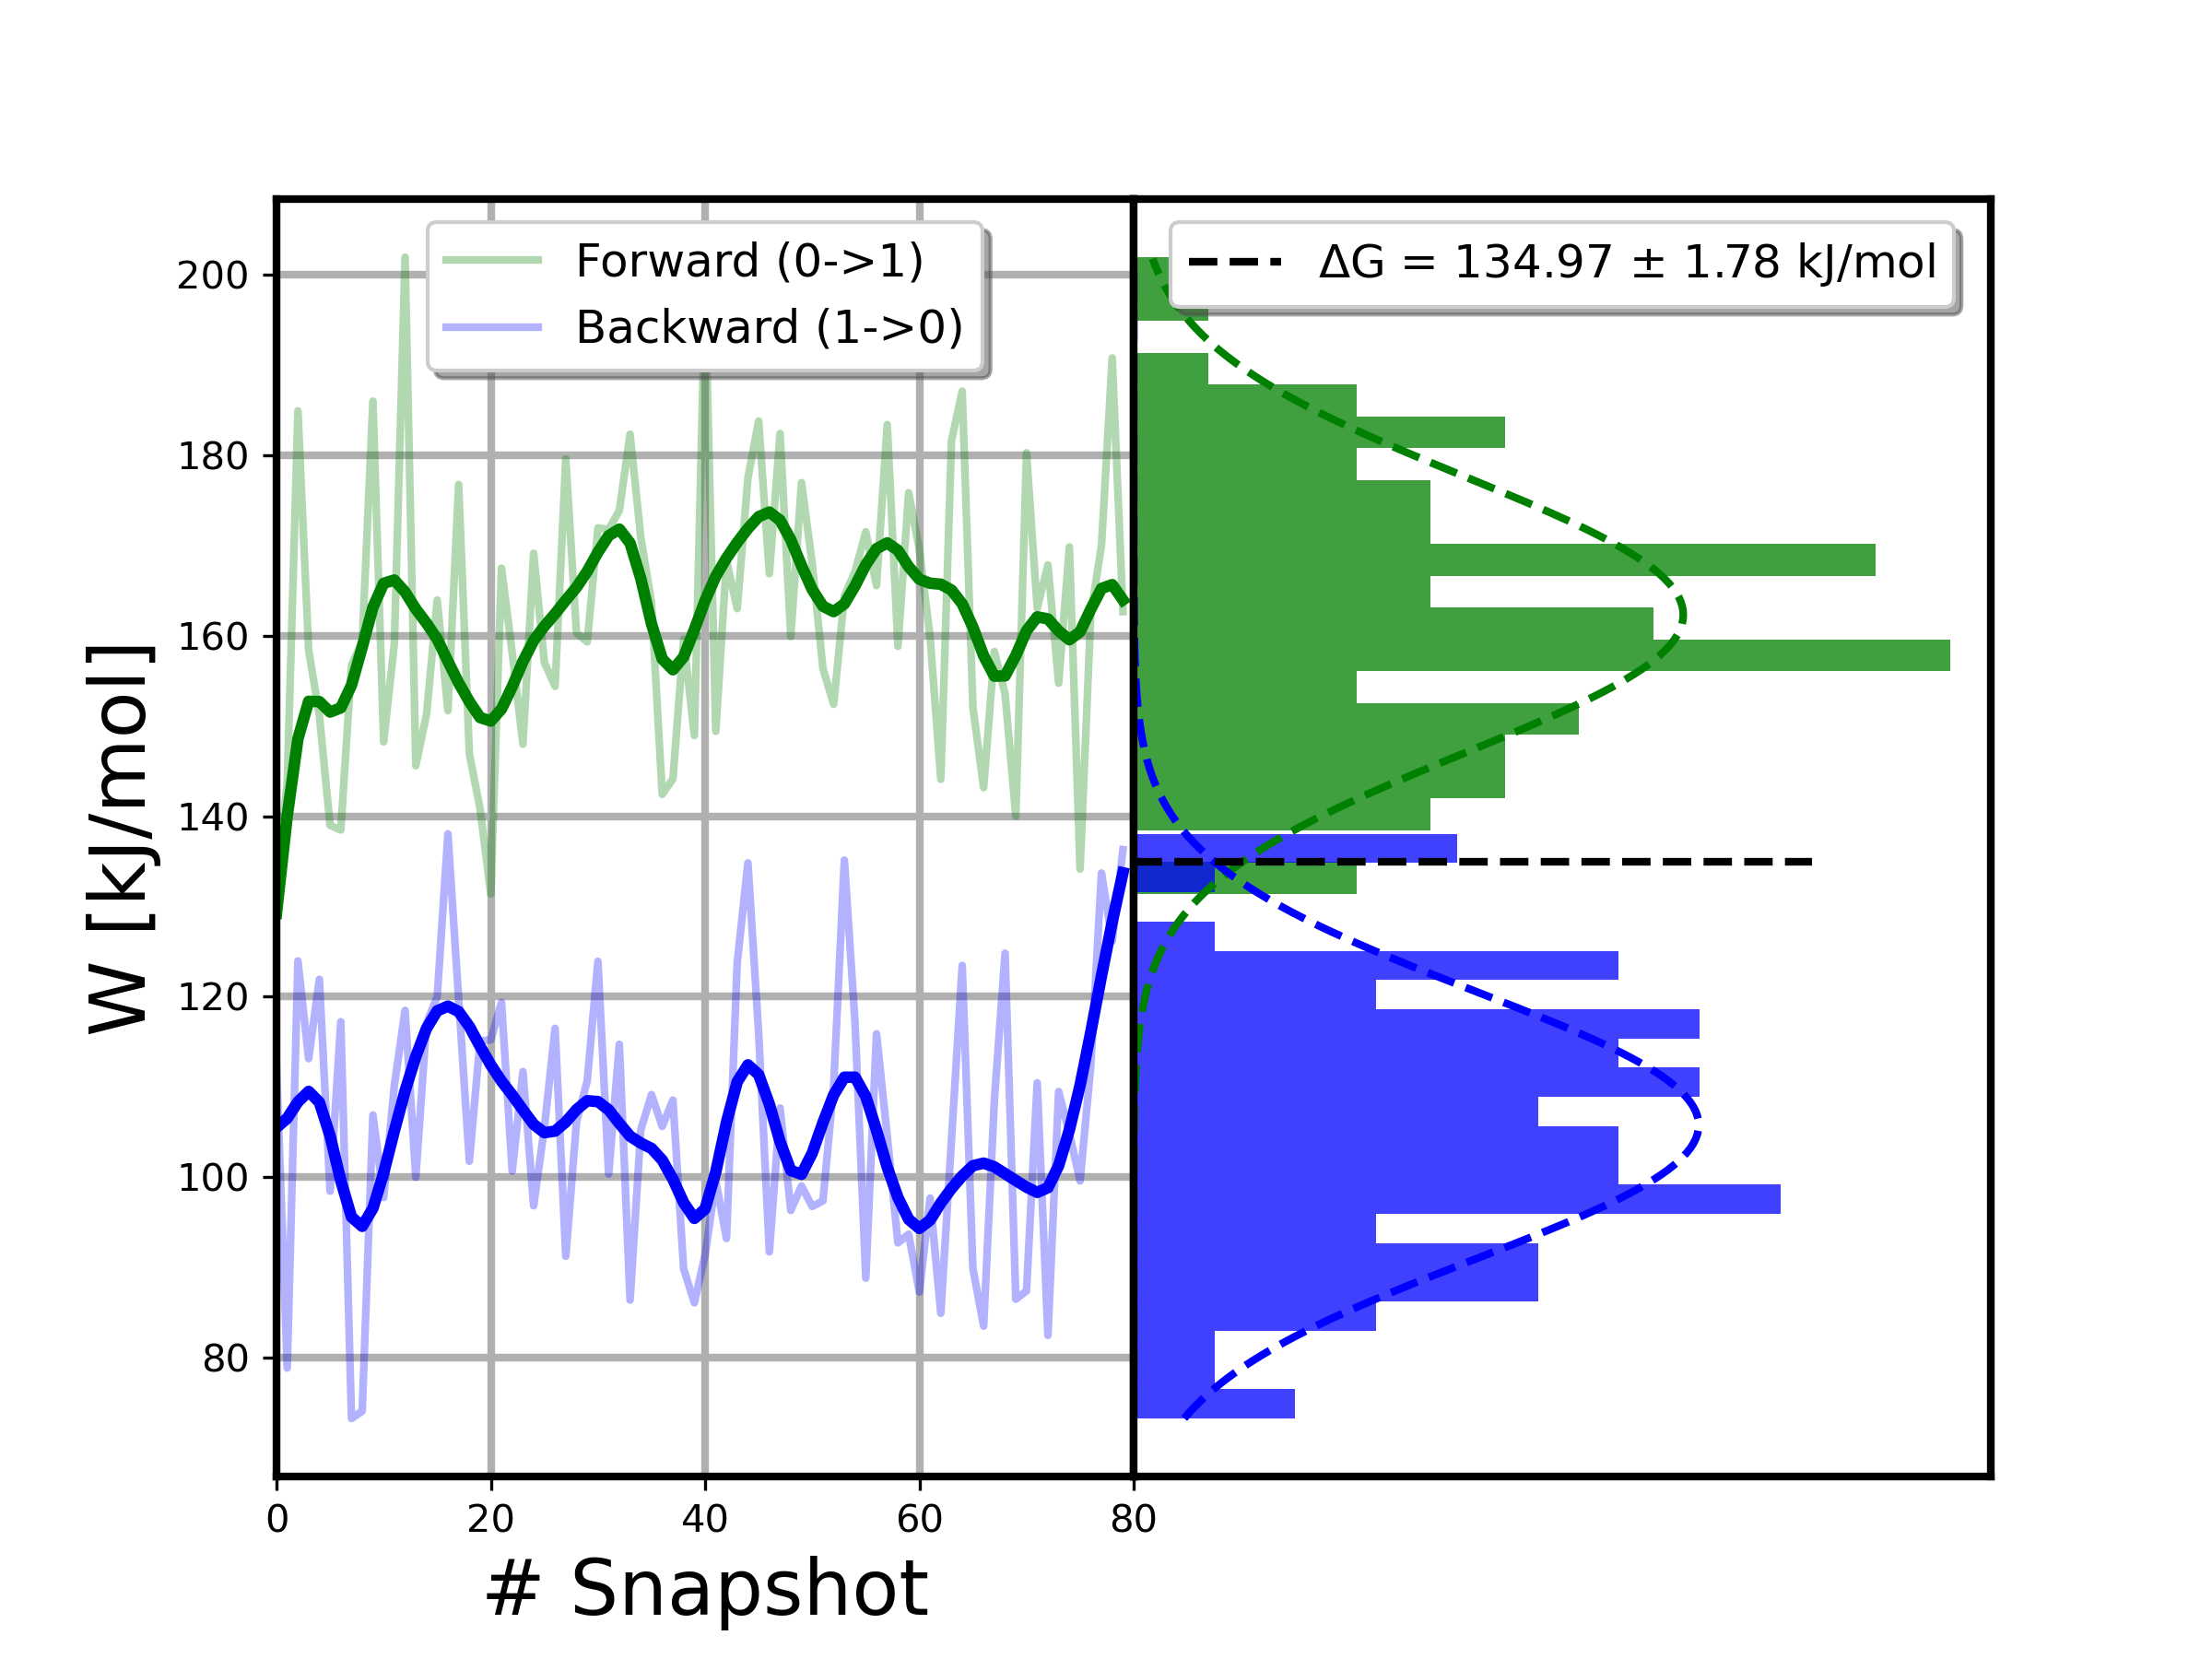 Forward (0->1)
Backward (1->0)
ΔG = 134.97 ± 1.78 kJ/mol
W [kJ/mol]
200
180
160
140
120
100
80
0 20 40 60 80
# Snapshot